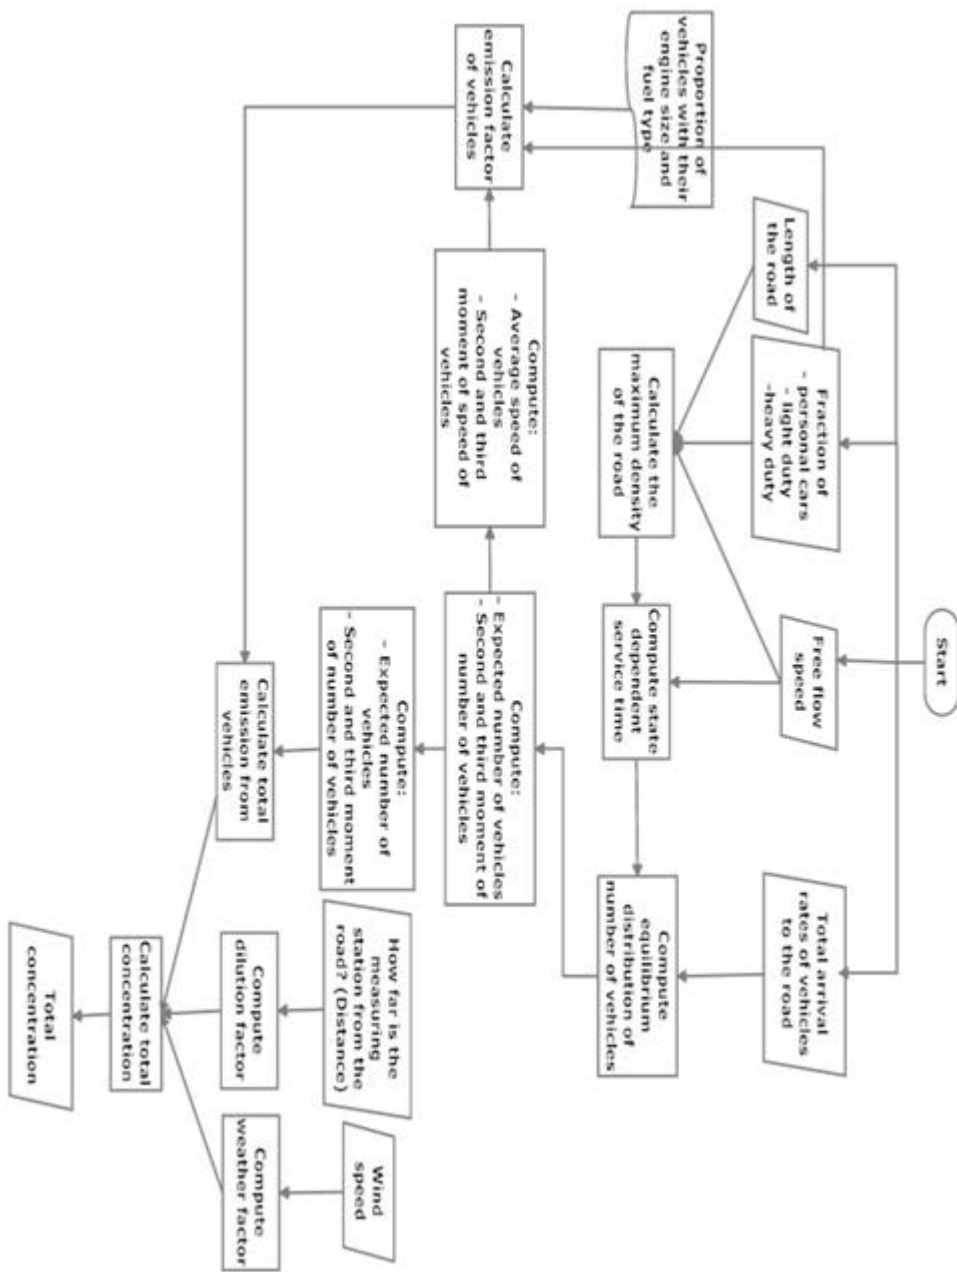 Start
Length of
the road
Fraction of
- personal cars
- light duty
-heavy duty
Free flow
speed
Total arrival
rates of vehicles
to the road
Proportion of
vehicles with their
engine size and
fuel type
Calculate the
maximum density
of the road
Compute state
dependent
service time
Compute
equilibrium
distribution of
number of vehicles
Calculate
emission factor
of vehicles
Compute:
- Average speed of
vehicles
- Second and third
moment of speed of
vehicles
Compute:
- Expected number of vehicles
- Second and third moment of
number of vehicles
Compute:
- Expected number of
vehicles
- Second and third moment
of number of vehicles
How far is the
measuring
station from the
road? (Distance)
Wind
speed
Calculate total
emission from
vehicles
Compute
dilution factor
Compute
weather factor
Calculate total
concentration
Total
concentration